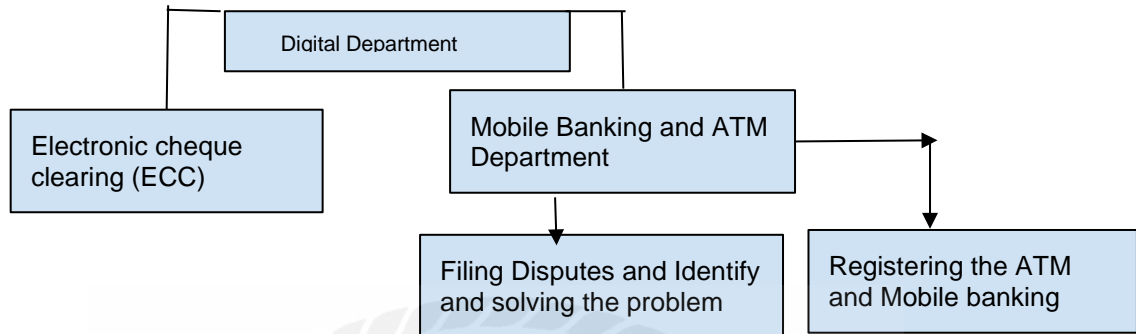 Digital Department
Electronic cheque
clearing (ECC)
Mobile Banking and ATM
Department
Filing Disputes and Identify
and solving the problem
Registering the ATM
and Mobile banking